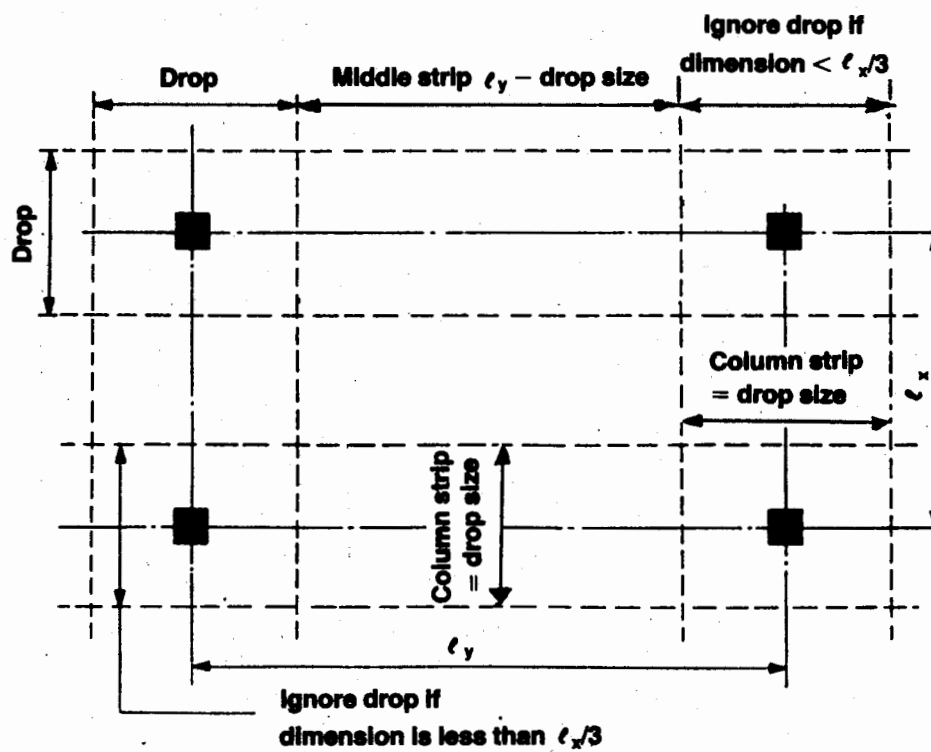 Ignore drop if
dimension < ℓx/3
Drop
Middle strip ℓy – drop size
Drop
Column strip
= drop size
ℓx
Column strip
= drop size
ℓy
Ignore drop if
dimension is less than ℓx/3